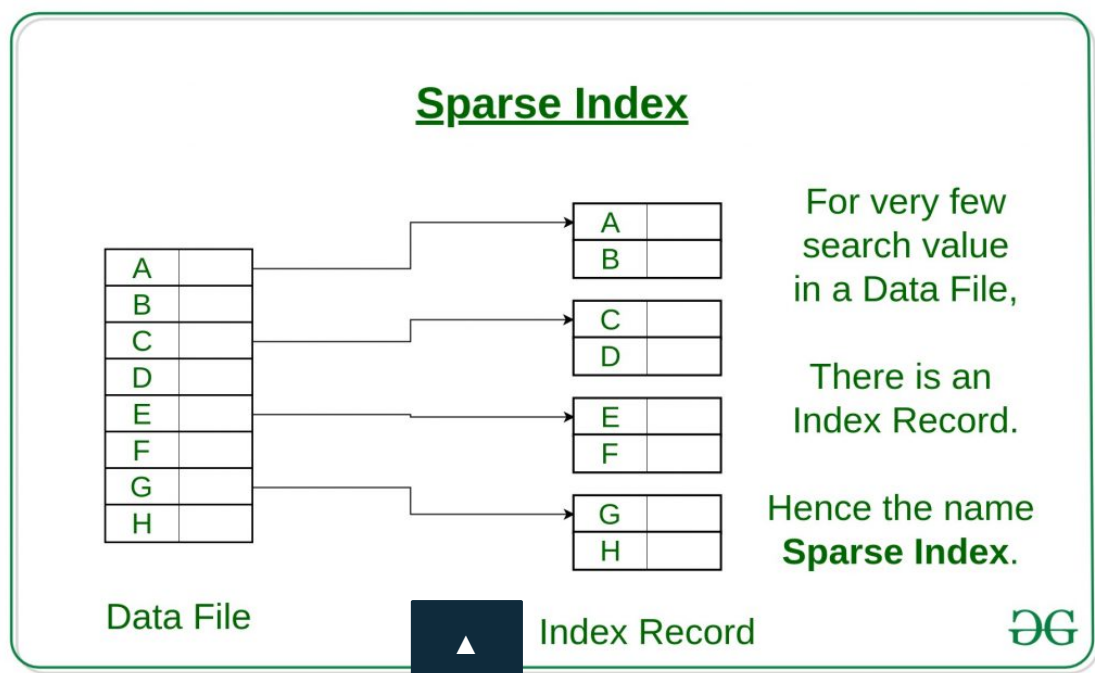 Sparse Index
A
B
C
D
E
F
G
H
Data File
A
B
C
D
E
F
G
H
Index Record
For very few
search value
in a Data File,
There is an
Index Record.
Hence the name
Sparse Index.